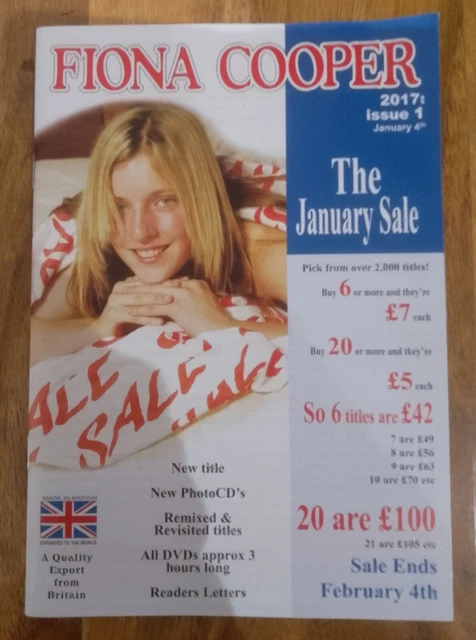 FIONA COOPER
2017:
issue 1
January 4th
The
January Sale
Pick from over 2,000 titles!
Buy 6 or more and they're
£7 each
Buy 20 or more and they're
£5 each
So 6 titles are £42
7 are £49
8 are £56
9 are £63
10 are £70 etc
20 are £100
21 are £105 etc
Sale Ends
February 4th
SALE
SALE
SALE
New title
New PhotoCD's
Remixed &
Revisited titles
All DVDs approx 3
hours long
Readers Letters
MADE IN BRITAIN
EXPORTED TO THE WORLD
A Quality
Export
from
Britain